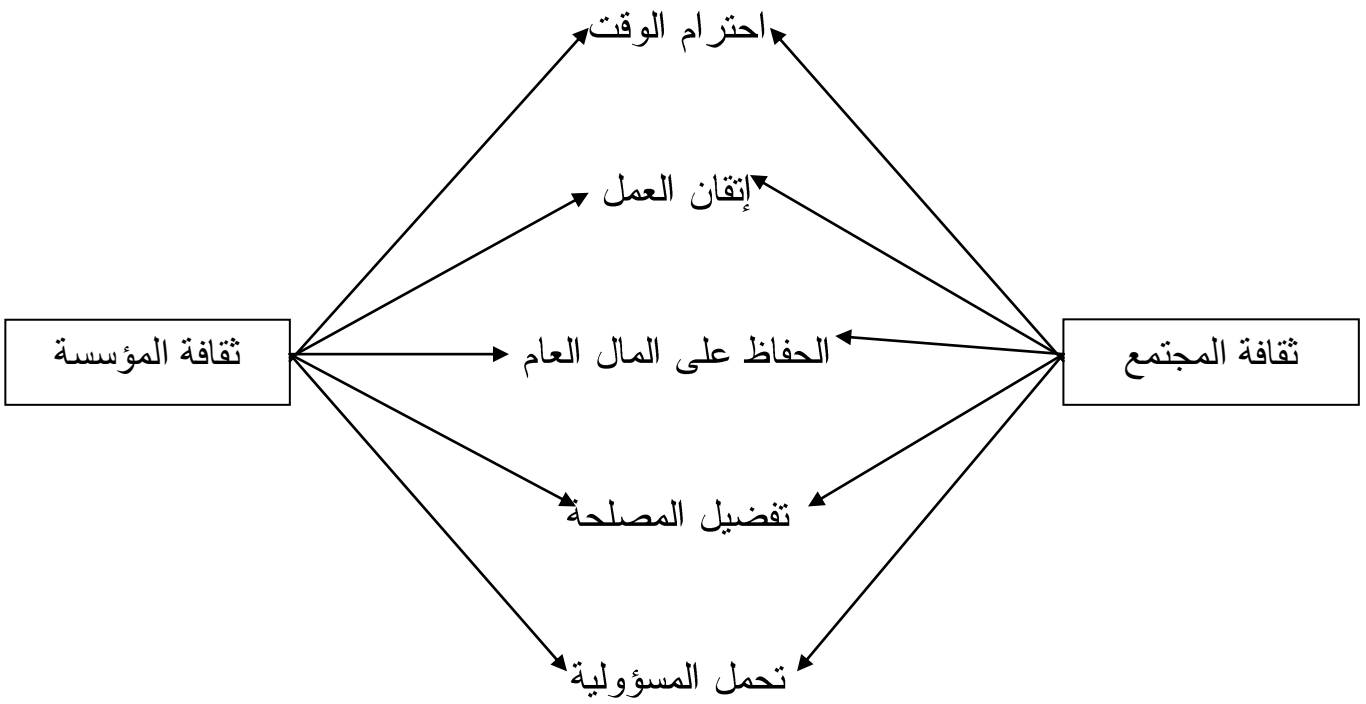 احترام الوقت
إتقان العمل
ثقافة المجتمع
الحفاظ على المال العام
ثقافة المؤسسة
تفضيل المصلحة
تحمل المسؤولية